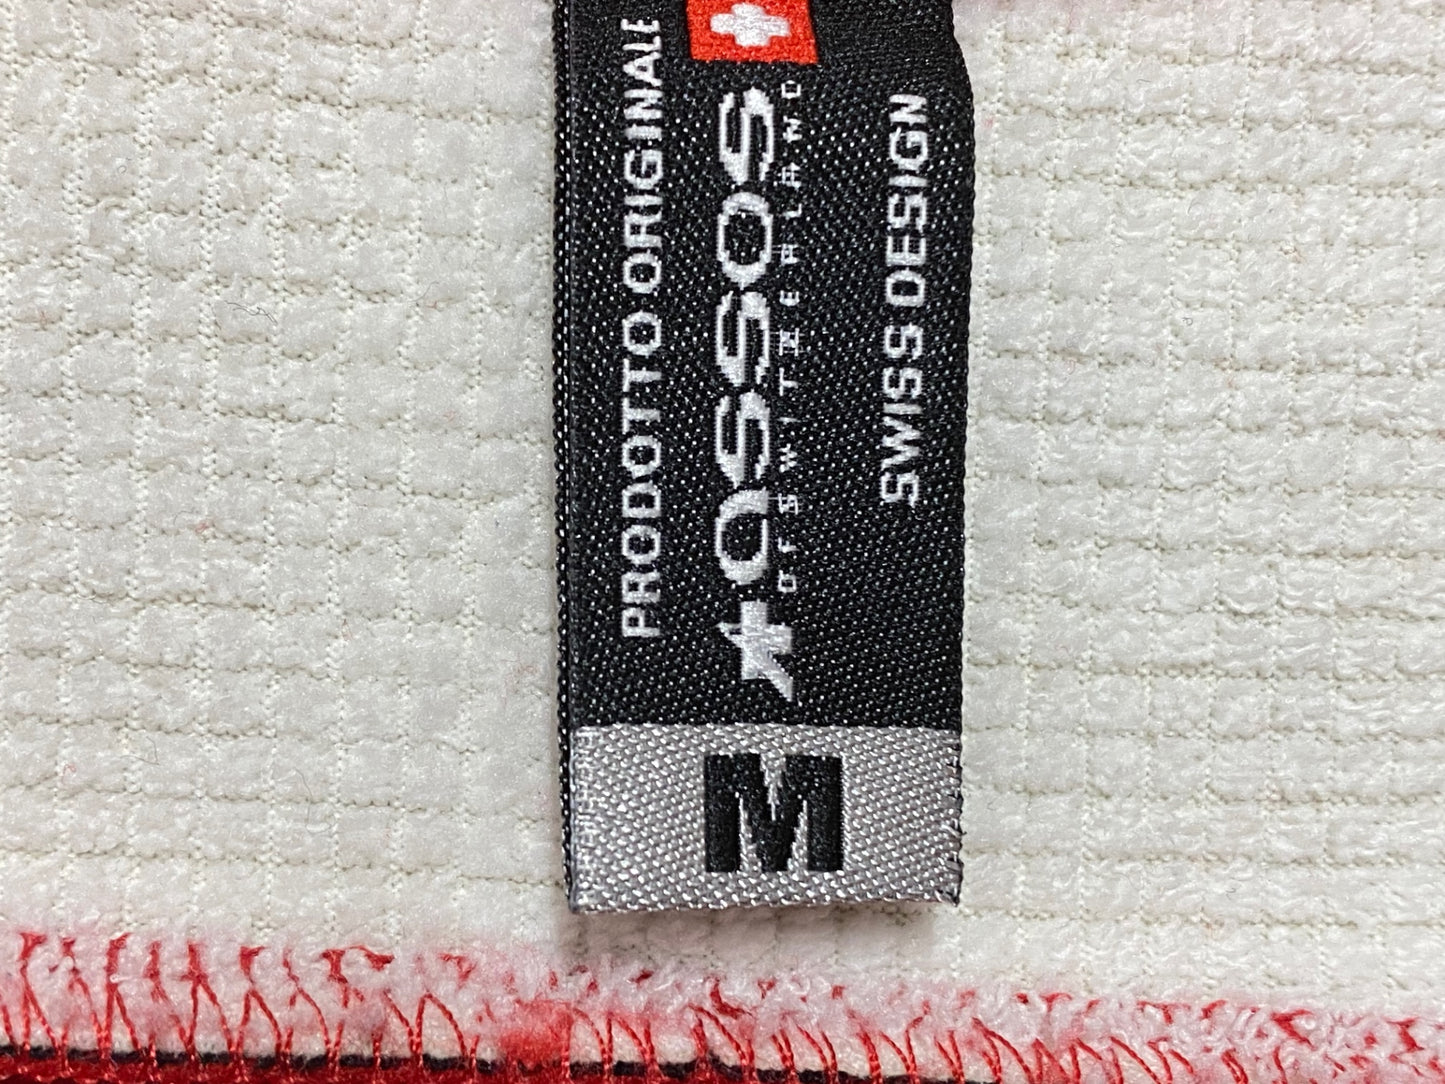 PRODOTTO ORIGINALE
assos
OF SWITZERLAND
SWISS DESIGN
M